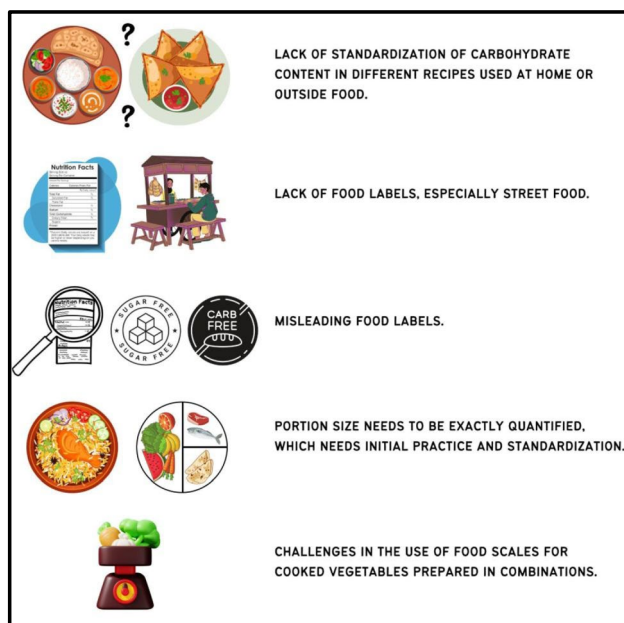 ?
?
LACK OF STANDARDIZATION OF CARBOHYDRATE
CONTENT IN DIFFERENT RECIPES USED AT HOME OR
OUTSIDE FOOD.
Nutrition Facts
LACK OF FOOD LABELS, ESPECIALLY STREET FOOD.
Nutrition Facts
SUGAR FREE
SUGAR FREE
CARB
FREE
MISLEADING FOOD LABELS.
PORTION SIZE NEEDS TO BE EXACTLY QUANTIFIED,
WHICH NEEDS INITIAL PRACTICE AND STANDARDIZATION.
CHALLENGES IN THE USE OF FOOD SCALES FOR
COOKED VEGETABLES PREPARED IN COMBINATIONS.